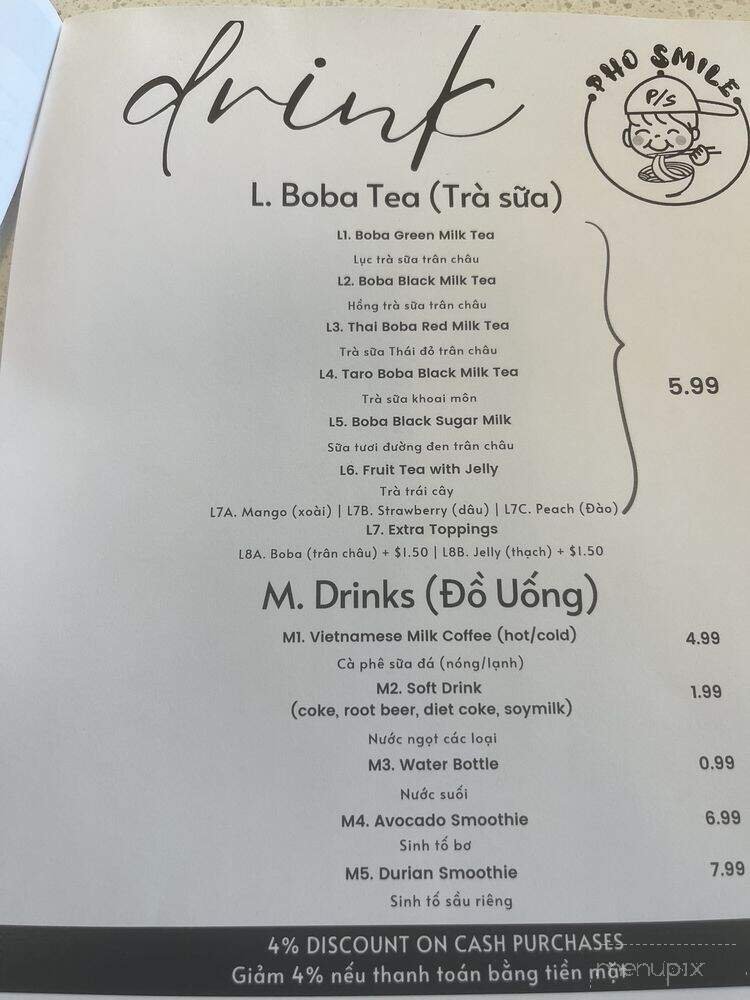 drink
PHO SMILE
P/S
L. Boba Tea (Trà sữa)
L1. Boba Green Milk Tea
Lục trà sữa trân châu
L2. Boba Black Milk Tea
Hồng trà sữa trân châu
L3. Thai Boba Red Milk Tea
Trà sữa Thái đỏ trân châu
L4. Taro Boba Black Milk Tea
Trà sữa khoai môn
5.99
L5. Boba Black Sugar Milk
Sữa tươi đường đen trân châu
L6. Fruit Tea with Jelly
Trà trái cây
L7A. Mango (xoài) | L7B. Strawberry (dâu) | L7C. Peach (Đào)
L7. Extra Toppings
L8A. Boba (trân châu) + $1.50 | L8B. Jelly (thạch) + $1.50
M. Drinks (Đồ Uống)
M1. Vietnamese Milk Coffee (hot/cold) 4.99
Cà phê sữa đá (nóng/lạnh)
M2. Soft Drink 1.99
(coke, root beer, diet coke, soymilk)
Nước ngọt các loại
M3. Water Bottle 0.99
Nước suối
M4. Avocado Smoothie 6.99
Sinh tố bơ
M5. Durian Smoothie 7.99
Sinh tố sầu riêng
4% DISCOUNT ON CASH PURCHASES
Giảm 4% nếu thanh toán bằng tiền mặt
menupix